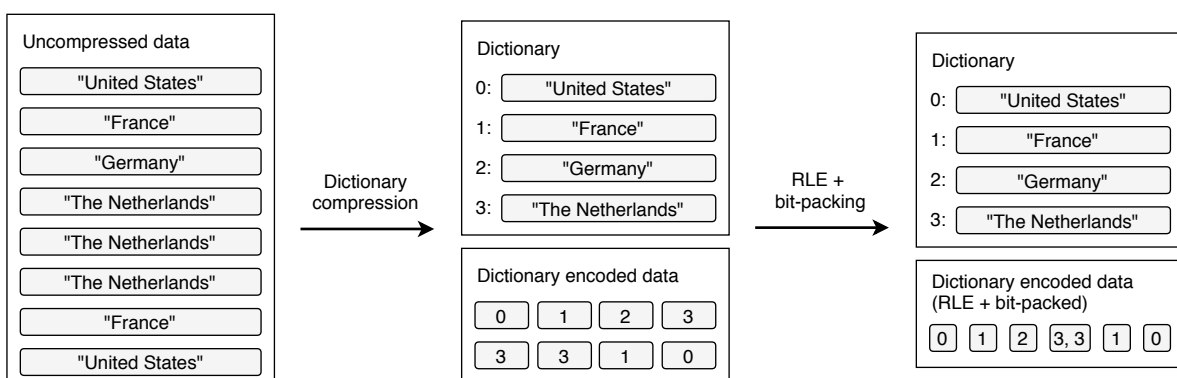 Uncompressed data
"United States"
"France"
"Germany"
"The Netherlands"
"The Netherlands"
"The Netherlands"
"France"
"United States"
Dictionary
compression
Dictionary
0: "United States"
1: "France"
2: "Germany"
3: "The Netherlands"
Dictionary encoded data
0 1 2 3
3 3 1 0
RLE +
bit-packing
Dictionary
0: "United States"
1: "France"
2: "Germany"
3: "The Netherlands"
Dictionary encoded data
(RLE + bit-packed)
0 1 2 3, 3 1 0